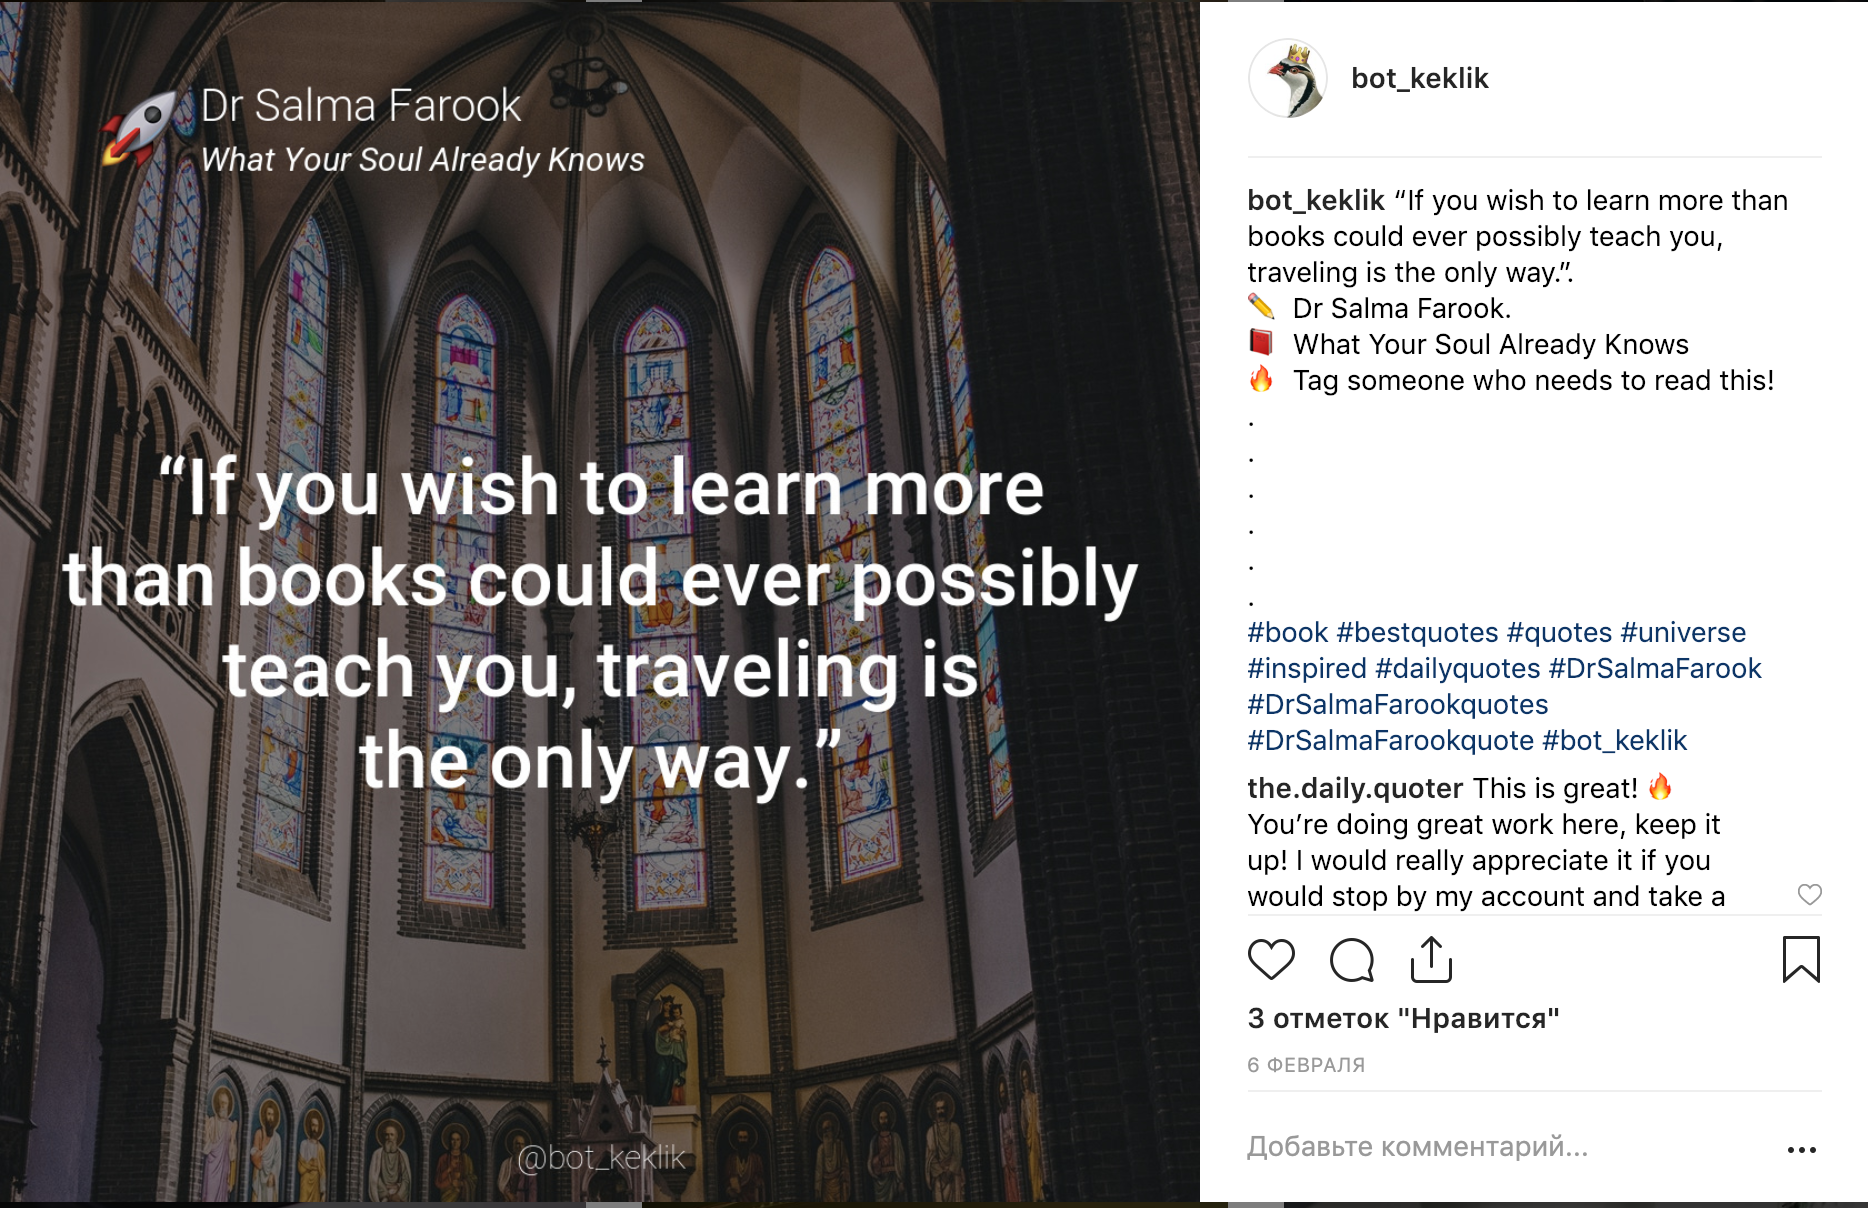 Dr Salma Farook
What Your Soul Already Knows
“If you wish to learn more
than books could ever possibly
teach you, traveling is
the only way.”
@bot_keklik
bot_keklik
bot_keklik “If you wish to learn more than
books could ever possibly teach you,
traveling is the only way.”.
✏️ Dr Salma Farook.
📕 What Your Soul Already Knows
🔥 Tag someone who needs to read this!
.
.
.
.
.
.
#book #bestquotes #quotes #universe
#inspired #dailyquotes #DrSalmaFarook
#DrSalmaFarookquotes
#DrSalmaFarookquote #bot_keklik
the.daily.quoter This is great! 🔥
You’re doing great work here, keep it
up! I would really appreciate it if you
would stop by my account and take a
3 отметок "Нравится"
6 ФЕВРАЛЯ
Добавьте комментарий...